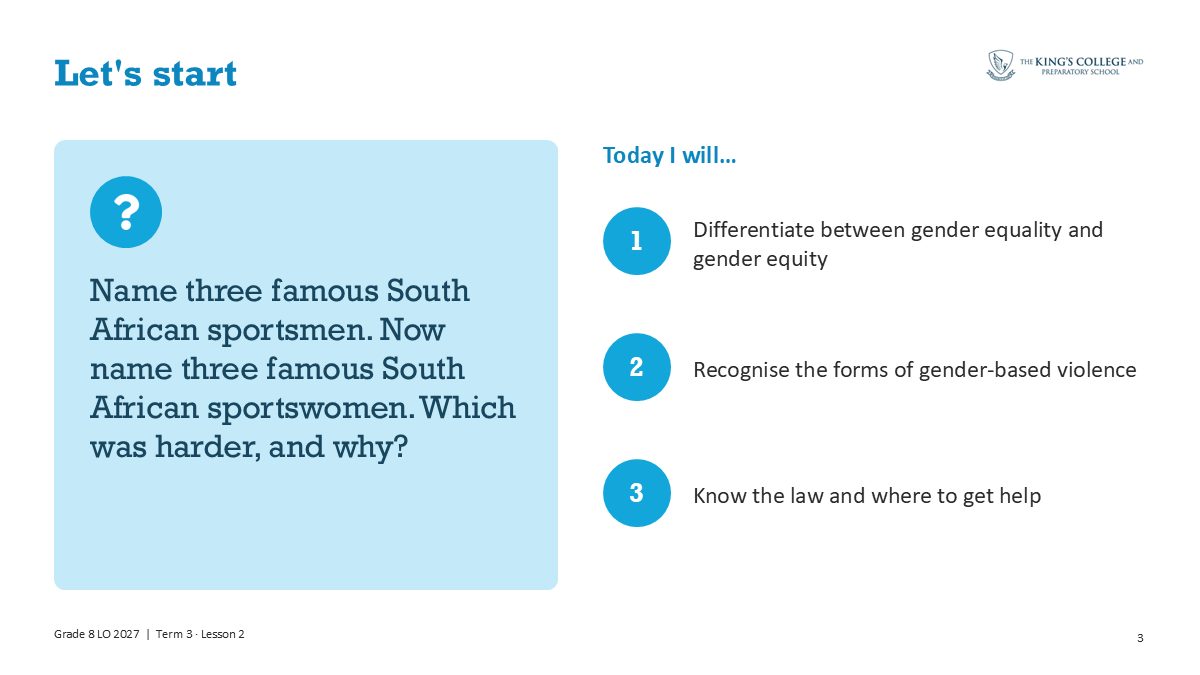 Let's start
THE KING'S COLLEGE AND
PREPARATORY SCHOOL
?
Name three famous South
African sportsmen. Now
name three famous South
African sportswomen. Which
was harder, and why?
Today I will...
1
Differentiate between gender equality and
gender equity
2
Recognise the forms of gender-based violence
3
Know the law and where to get help
Grade 8 LO 2027 | Term 3 · Lesson 2
3